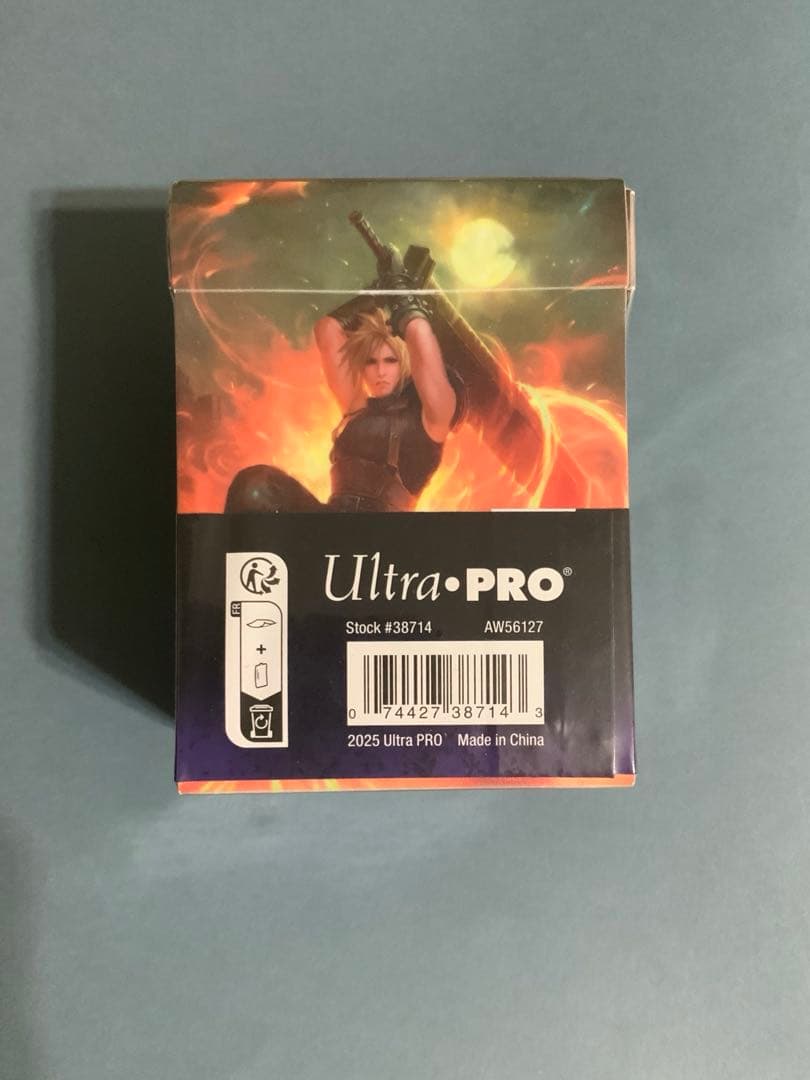 Ultra•PRO®
Stock #38714 AW56127
0 74427 38714 3
2025 Ultra PRO Made in China
FR
+